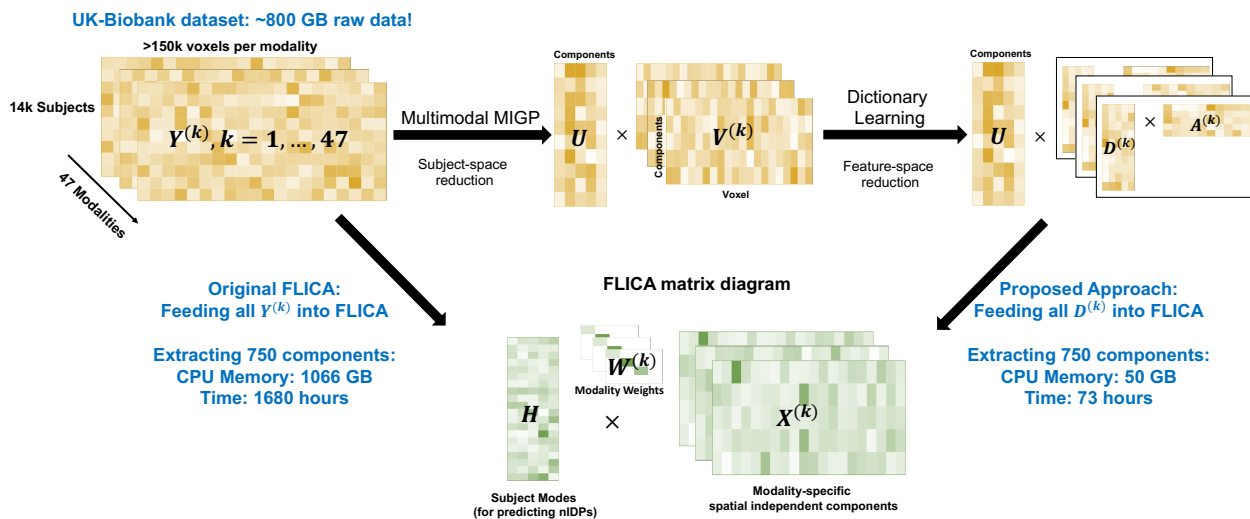 UK-Biobank dataset: ~800 GB raw data!
>150k voxels per modality
14k Subjects
47 Modalities
Y^(k), k = 1, …, 47
Multimodal MIGP
Subject-space
reduction
Components
U
×
Components
V^(k)
Voxel
Dictionary
Learning
Feature-space
reduction
Components
U
×
D^(k)
×
A^(k)
Original FLICA:
Feeding all Y^(k) into FLICA
Extracting 750 components:
CPU Memory: 1066 GB
Time: 1680 hours
FLICA matrix diagram
H
W^(k)
Modality Weights
×
X^(k)
Subject Modes
(for predicting nIDPs)
Modality-specific
spatial independent components
Proposed Approach:
Feeding all D^(k) into FLICA
Extracting 750 components:
CPU Memory: 50 GB
Time: 73 hours